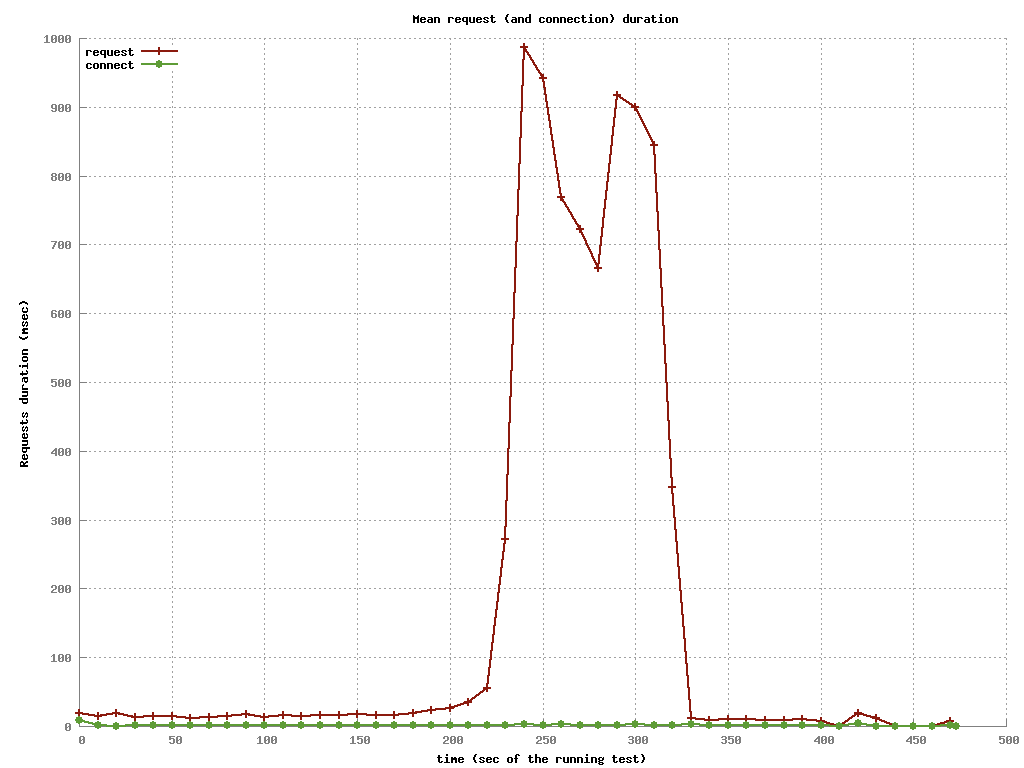 Mean request (and connection) duration
request
connect
1000
900
800
700
600
500
400
300
200
100
0
Requests duration (msec)
0 50 100 150 200 250 300 350 400 450 500
time (sec of the running test)